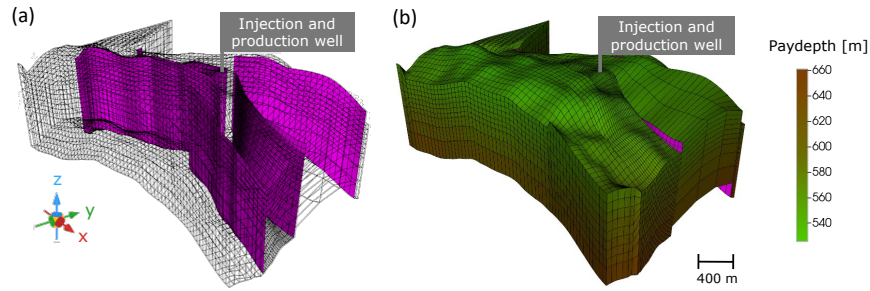 (a)
Injection and
production well
z
y
x
(b)
Injection and
production well
400 m
Paydepth [m]
660
640
620
600
580
560
540